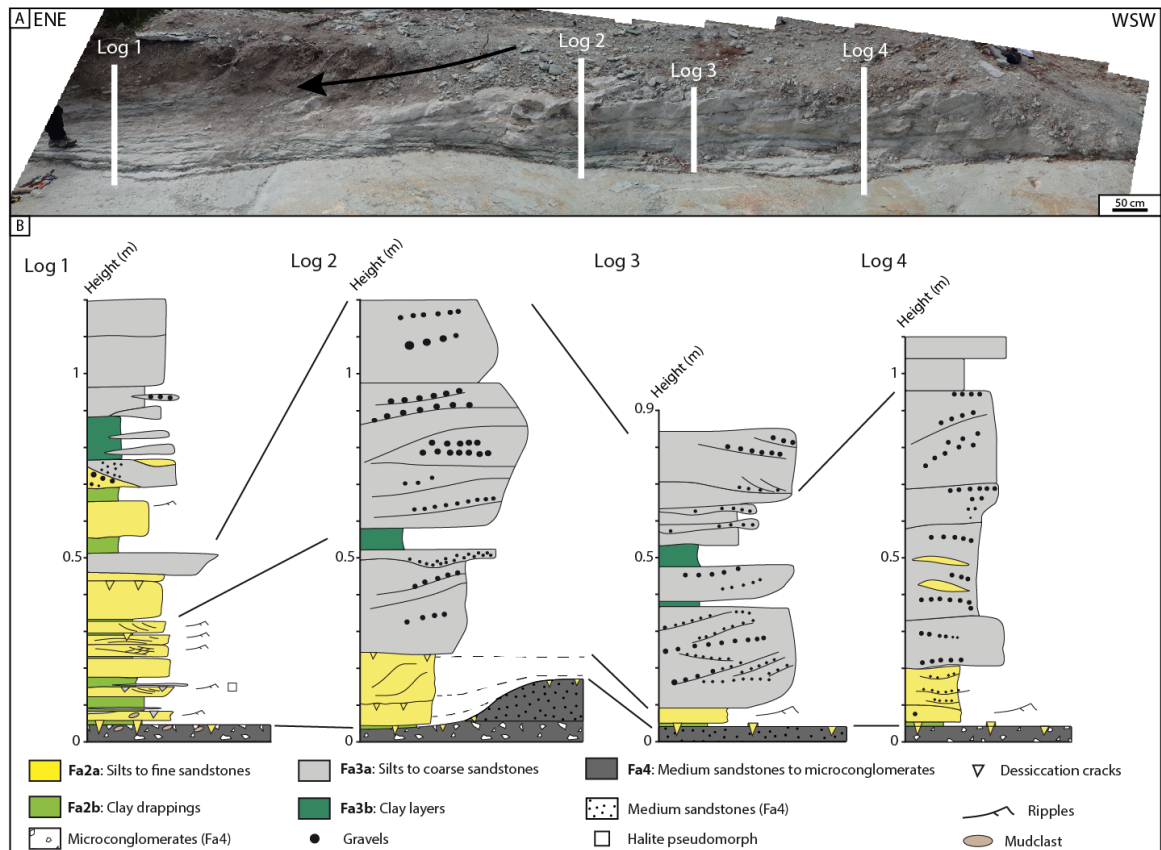 A ENE WSW
Log 1
Log 2
Log 3
Log 4
50 cm
B
Log 1 Log 2 Log 3 Log 4
Height (m)
1
0.5
0
Height (m)
1
0.5
0
Height (m)
0.9
0.5
0
Height (m)
1
0.5
0
Fa2a: Silts to fine sandstones
Fa3a: Silts to coarse sandstones
Fa4: Medium sandstones to microconglomerates
Dessiccation cracks
Fa2b: Clay drappings
Fa3b: Clay layers
Medium sandstones (Fa4)
Ripples
Microconglomerates (Fa4)
Gravels
Halite pseudomorph
Mudclast